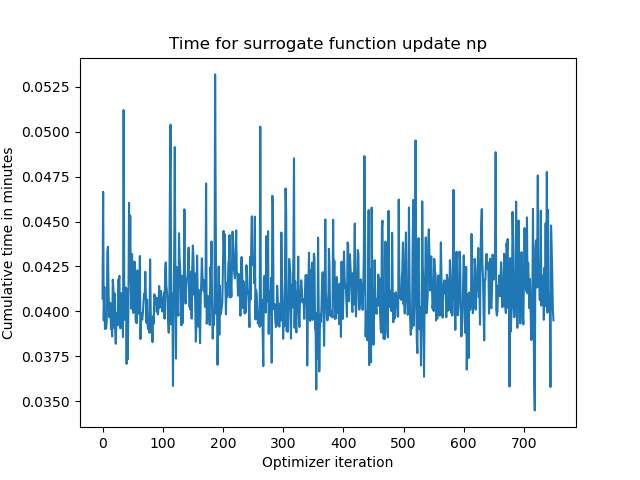 Time for surrogate function update np
Cumulative time in minutes
0.0525
0.0500
0.0475
0.0450
0.0425
0.0400
0.0375
0.0350
0 100 200 300 400 500 600 700
Optimizer iteration